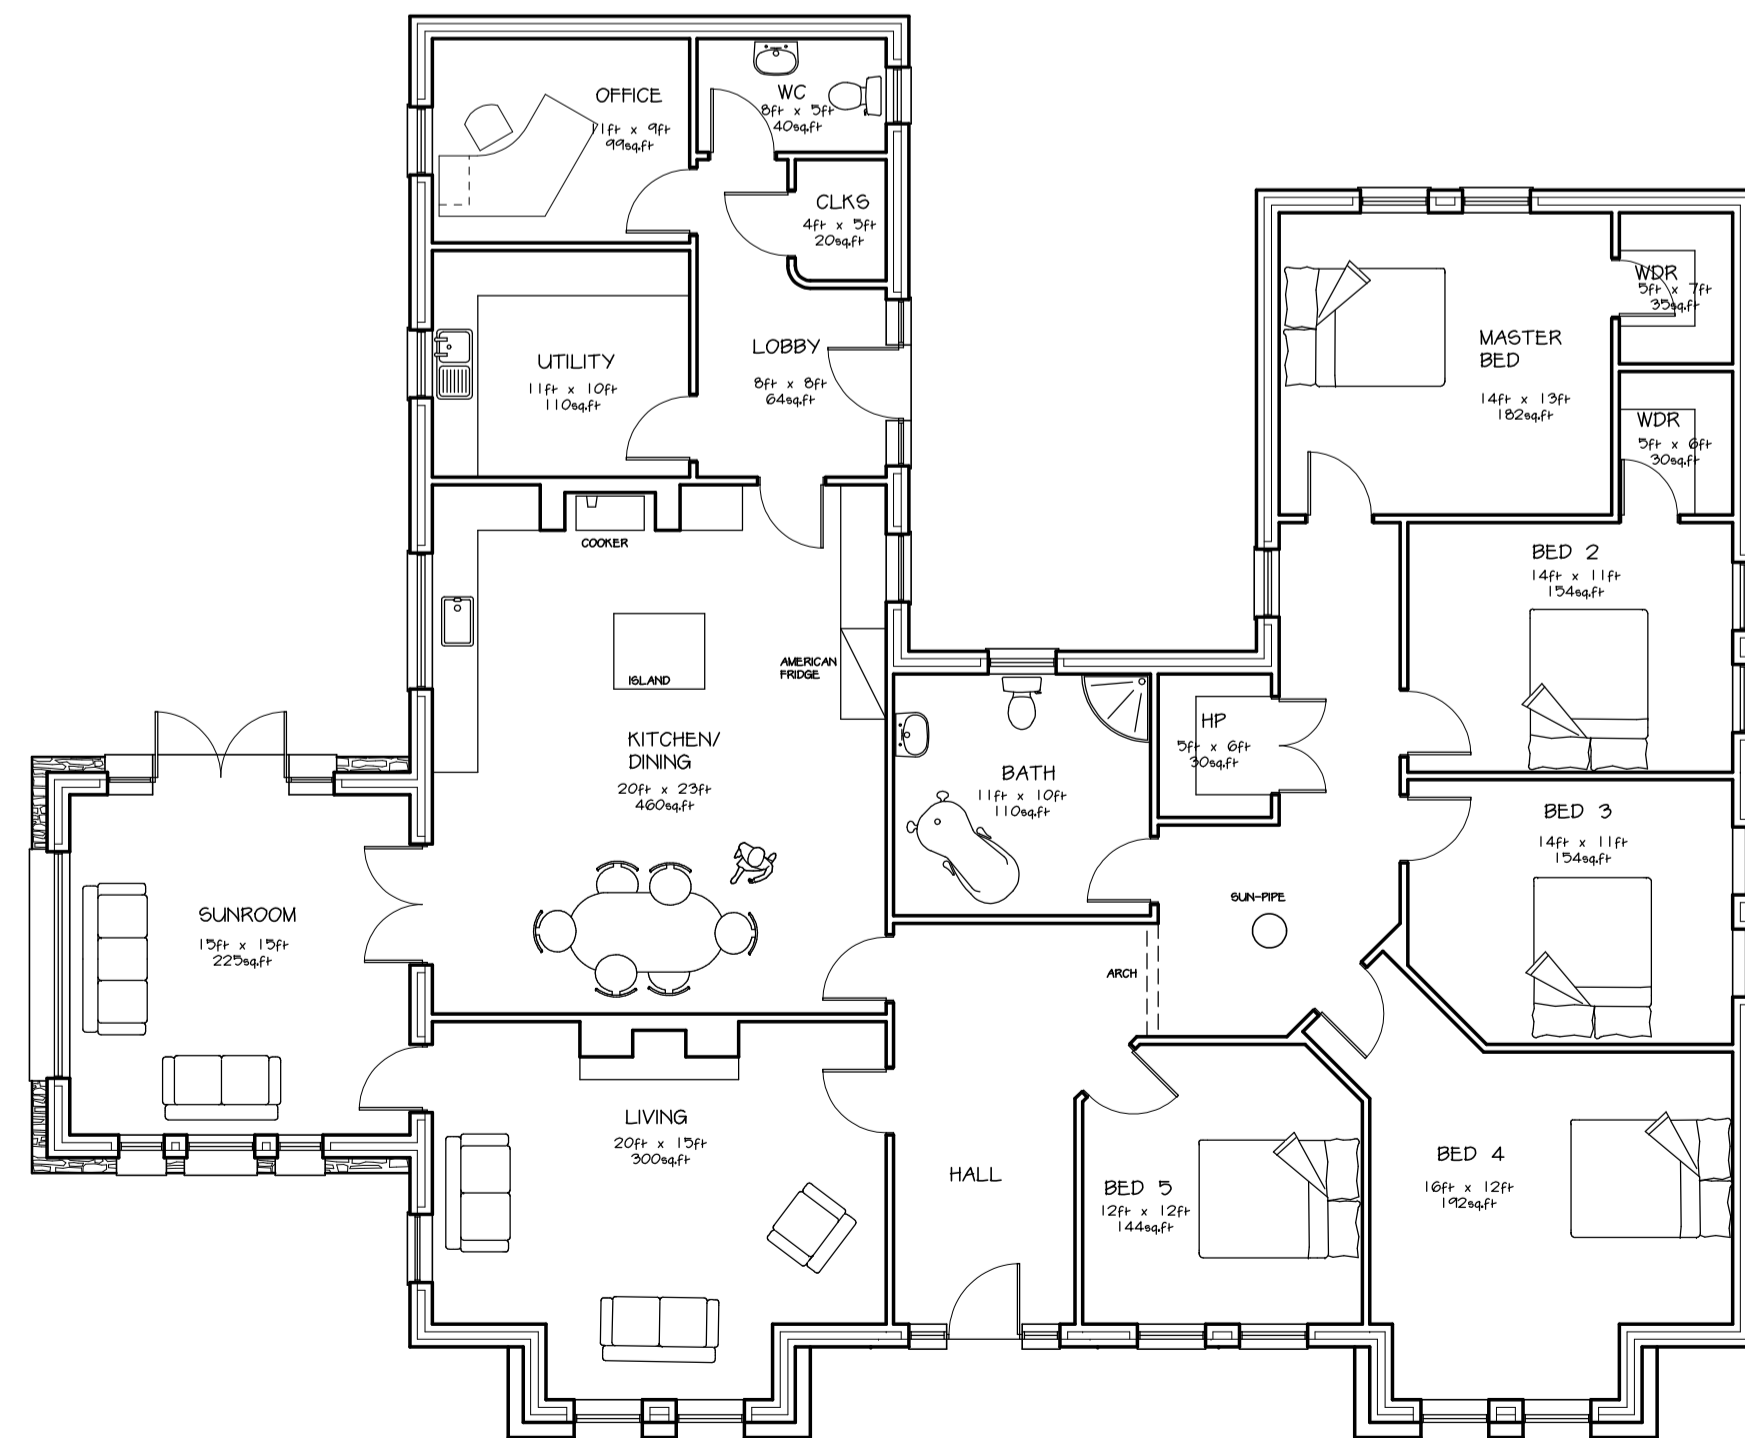 OFFICE
11ft x 9ft
99sq.ft
WC
8ft x 5ft
40sq.ft
CLKS
4ft x 5ft
20sq.ft
UTILITY
11ft x 10ft
110sq.ft
LOBBY
8ft x 8ft
64sq.ft
MASTER
BED
14ft x 13ft
182sq.ft
WDR
5ft x 7ft
35sq.ft
WDR
5ft x 6ft
30sq.ft
COOKER
ISLAND
AMERICAN
FRIDGE
KITCHEN/
DINING
20ft x 23ft
460sq.ft
BED 2
14ft x 11ft
154sq.ft
HP
5ft x 6ft
30sq.ft
BATH
11ft x 10ft
110sq.ft
BED 3
14ft x 11ft
154sq.ft
SUNROOM
15ft x 15ft
225sq.ft
SUN-PIPE
ARCH
LIVING
20ft x 15ft
300sq.ft
HALL
BED 5
12ft x 12ft
144sq.ft
BED 4
16ft x 12ft
192sq.ft